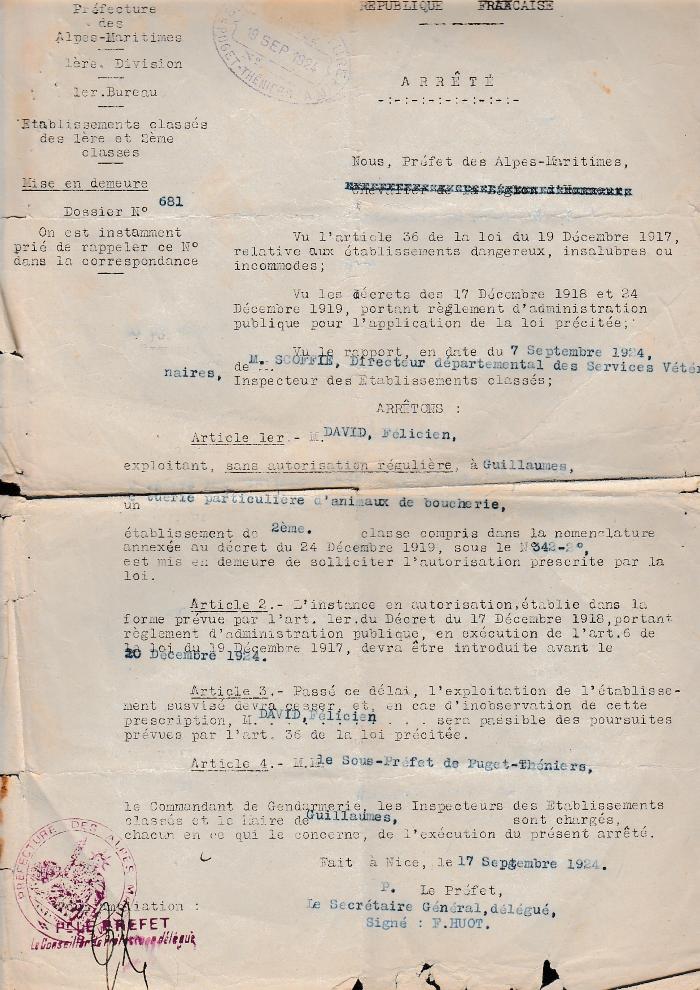 Préfecture
des
Alpes-Maritimes
1ère. Division
1er.Bureau
Etablissements classés
des 1ère et 2ème
classes
Mise en demeure
Dossier N° 681
On est instamment
prié de rappeler ce N°
dans la correspondance
REPUBLIQUE FRANCAISE
19 SEP 1924
PUGET-THÉNIERS
ARRÊTÉ
-:-:-:-:-:-:-:-
Nous, Préfet des Alpes-Maritimes,
Chevalier de la Légion d'Honneur
Vu l'article 36 de la loi du 19 Décembre 1917,
relative aux établissements dangereux, insalubres ou
incommodes;
Vu les décrets des 17 Décembre 1918 et 24
Décembre 1919, portant règlement d'administration
publique pour l'application de la loi précitée;
Vu le rapport, en date du 7 Septembre 1924,
de M. SCOFFIE, Directeur départemental des Services Vétéri
naires,
Inspecteur des Etablissements classés;
ARRÊTONS :
Article 1er.- M. DAVID, Félicien,
exploitant, sans autorisation régulière, à Guillaumes,
un e tuerie particulière d'animaux de boucherie,
établissement de 2ème. classe compris dans la nomenclature
annexée au décret du 24 Décembre 1919, sous le N° 342-2°,
est mis en demeure de solliciter l'autorisation prescrite par la
loi.
Article 2.- L'instance en autorisation,établie dans la
forme prévue par l'art. 1er.du Décret du 17 Décembre 1918,portant
règlement d'administration publique, en exécution de l'art.6 de
la loi du 19 Décembre 1917, devra être introduite avant le
20 Décembre 1924.
Article 3.- Passé ce délai, l'exploitation de l'établisse-
ment susvisé devra cesser, et, en cas d'inobservation de cette
prescription, M. DAVID, Félicien . . . sera passible des poursuites
prévues par l'art. 36 de la loi précitée.
Article 4.- M.M. le Sous-Préfet de Puget-Théniers,
le Commandant de Gendarmerie, les Inspecteurs des Etablissements
classés et le Maire de Guillaumes, sont chargés,
chacun en ce qui le concerne, de l'exécution du présent arrêté.
Fait à Nice, le 17 Septembre 1924.
P. Le Préfet,
Le Secrétaire Général,délégué,
Signé : F.HUOT.
PREFECTURE DES ALPES M
Pour Ampliation :
P. LE PREFET
Le Conseiller de Préfecture délégué